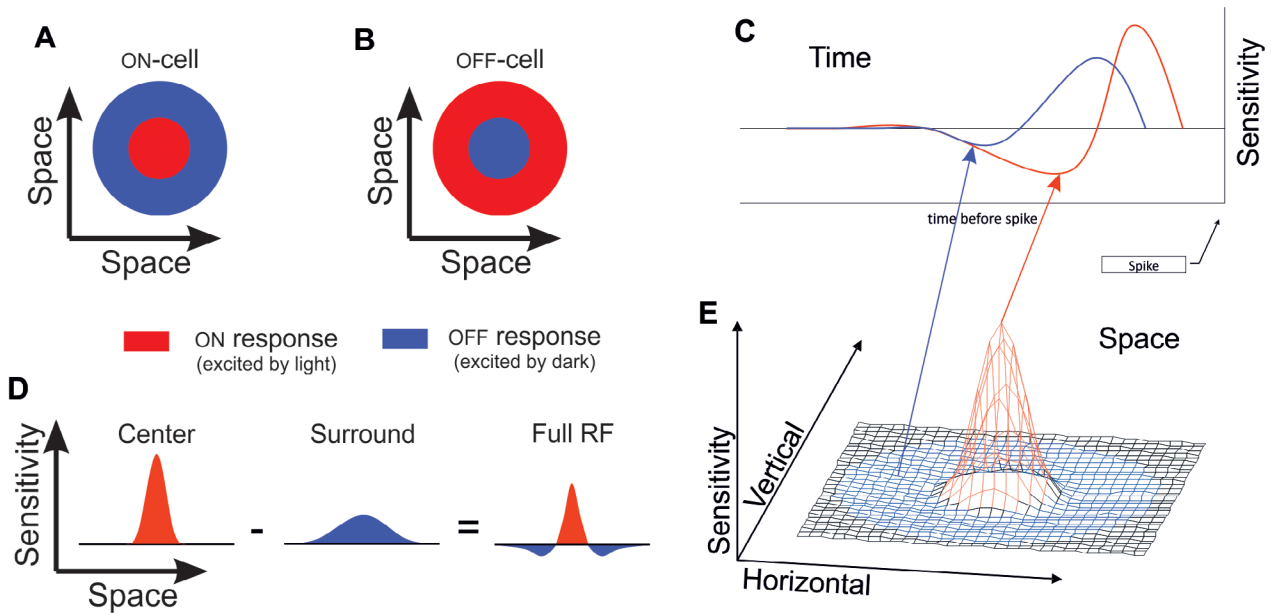 A
ON-cell
Space
Space
B
OFF-cell
Space
Space
ON response
(excited by light)
OFF response
(excited by dark)
C
Time
Sensitivity
time before spike
Spike
D
Sensitivity
Center
-
Surround
=
Full RF
Space
E
Space
Sensitivity
Vertical
Horizontal